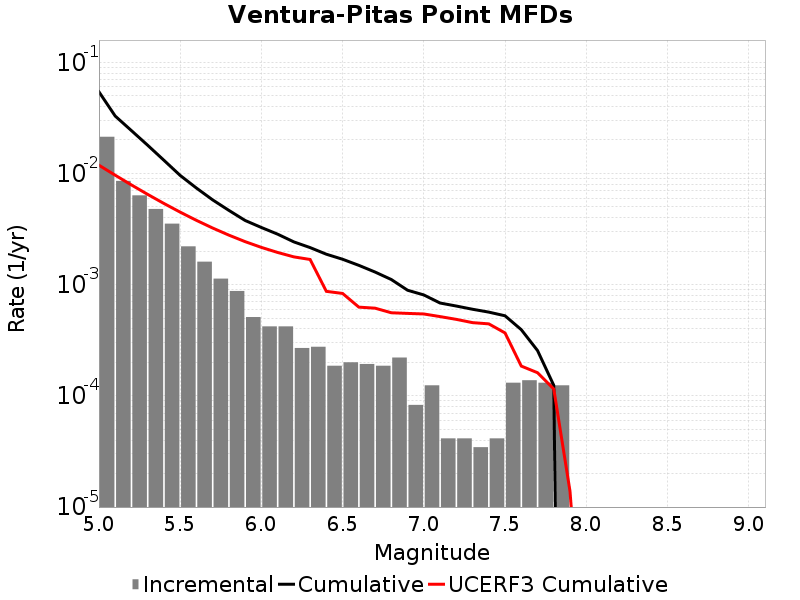 Ventura-Pitas Point MFDs
Rate (1/yr)
10-1
10-2
10-3
10-4
10-5
5.0 5.5 6.0 6.5 7.0 7.5 8.0 8.5 9.0
Magnitude
Incremental Cumulative UCERF3 Cumulative